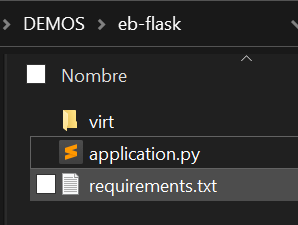 DEMOS > eb-flask
Nombre
virt
application.py
requirements.txt